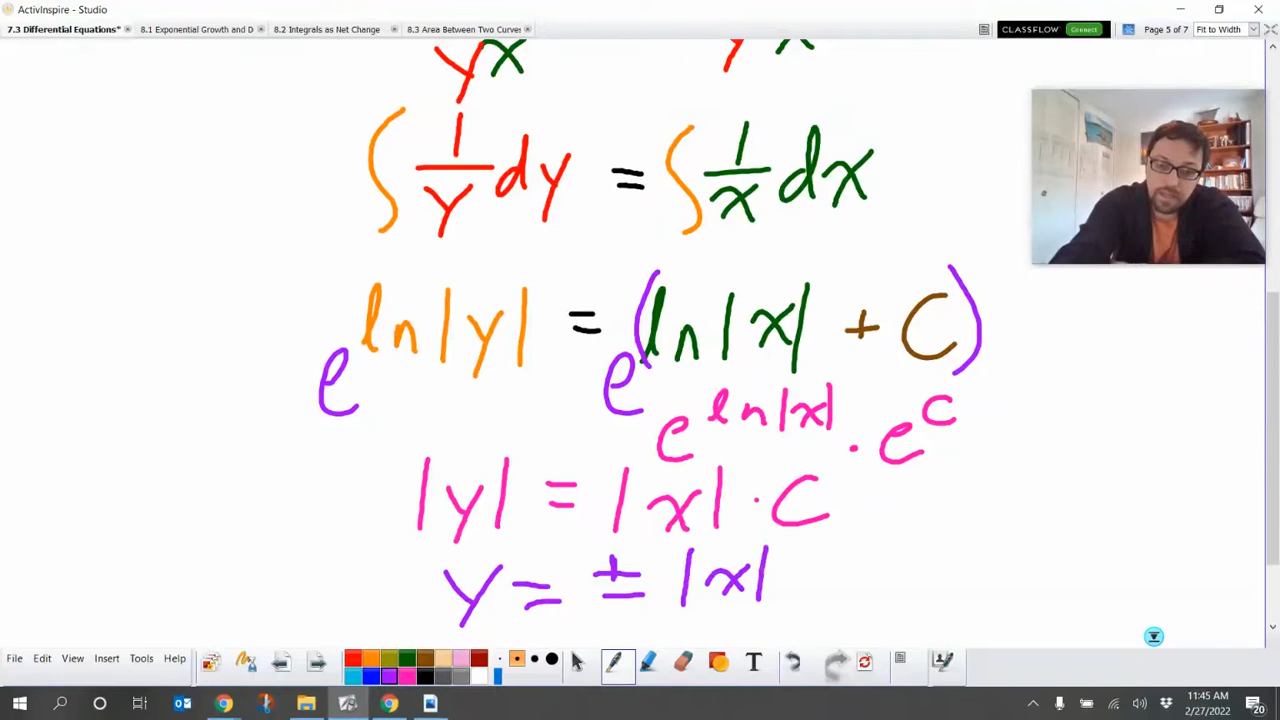 ActivInspire - Studio
7.3 Differential Equations* 8.1 Exponential Growth and D 8.2 Integrals as Net Change 8.3 Area Between Two Curves CLASSFLOW Connect Page 5 of 7 Fit to Width
y x y x
∫ 1/y dy = ∫ 1/x dx
e^ln|y| = e^(ln|x| + C)
e^ln|x| · e^C
|y| = |x| · C
y = ± |x|
File Edit View Insert Tools Help
11:45 AM
2/27/2022
20